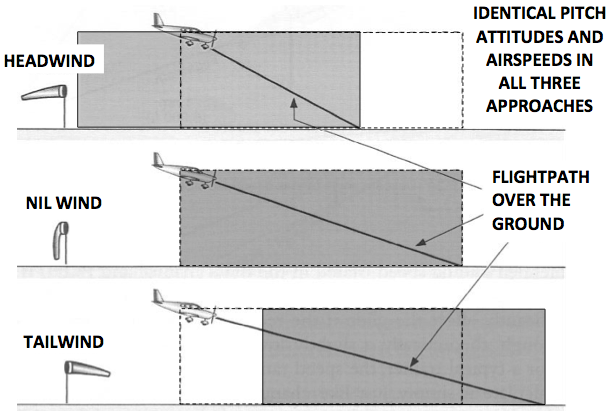 IDENTICAL PITCH
ATTITUDES AND
AIRSPEEDS IN
ALL THREE
APPROACHES
HEADWIND
FLIGHTPATH
OVER THE
GROUND
NIL WIND
TAILWIND